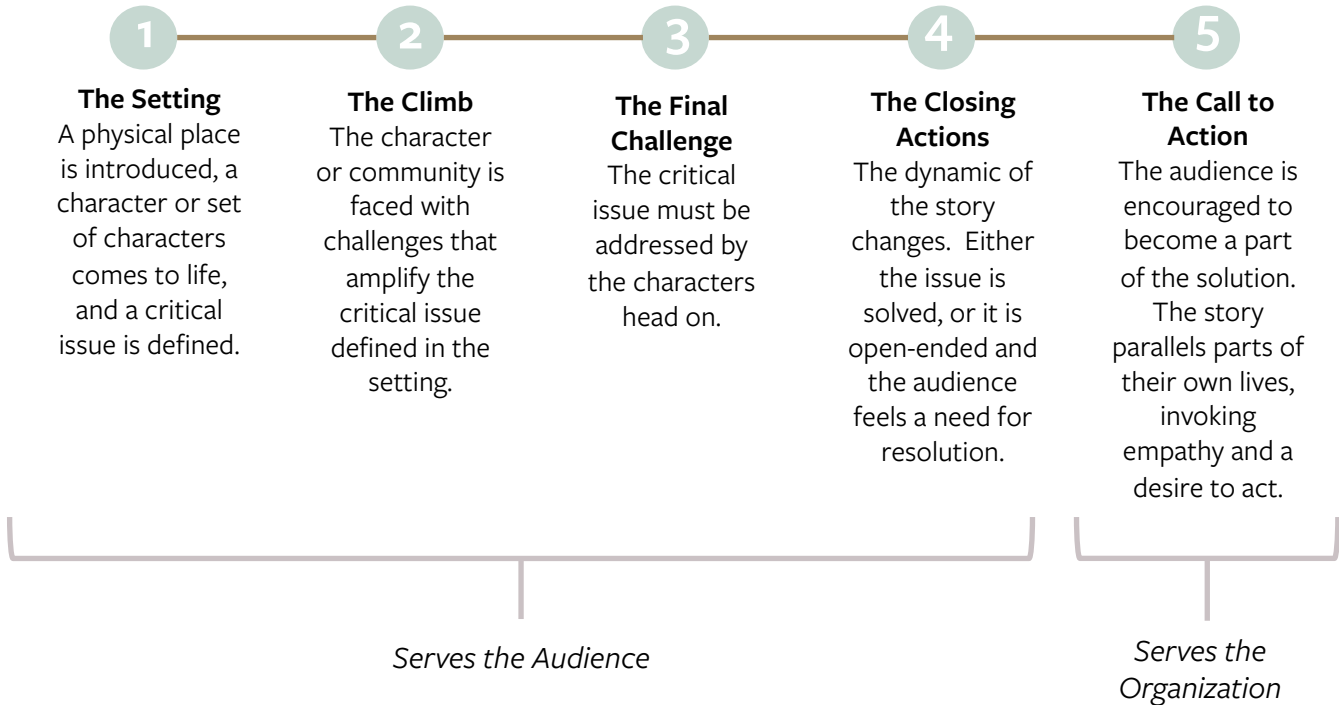 1
The Setting
A physical place
is introduced, a
character or set
of characters
comes to life,
and a critical
issue is defined.
2
The Climb
The character
or community is
faced with
challenges that
amplify the
critical issue
defined in the
setting.
3
The Final
Challenge
The critical
issue must be
addressed by
the characters
head on.
4
The Closing
Actions
The dynamic of
the story
changes. Either
the issue is
solved, or it is
open-ended and
the audience
feels a need for
resolution.
5
The Call to
Action
The audience is
encouraged to
become a part
of the solution.
The story
parallels parts of
their own lives,
invoking
empathy and a
desire to act.
Serves the Audience
Serves the
Organization